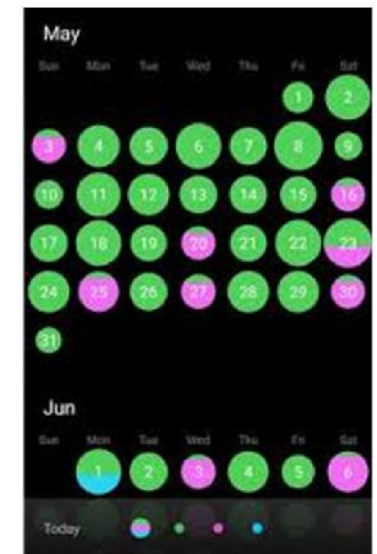 May
Sun Mon Tue Wed Thu Fri Sat
1 2
3 4 5 6 7 8 9
10 11 12 13 14 15 16
17 18 19 20 21 22 23
24 25 26 27 28 29 30
31
Jun
Sun Mon Tue Wed Thu Fri Sat
1 2 3 4 5 6
Today